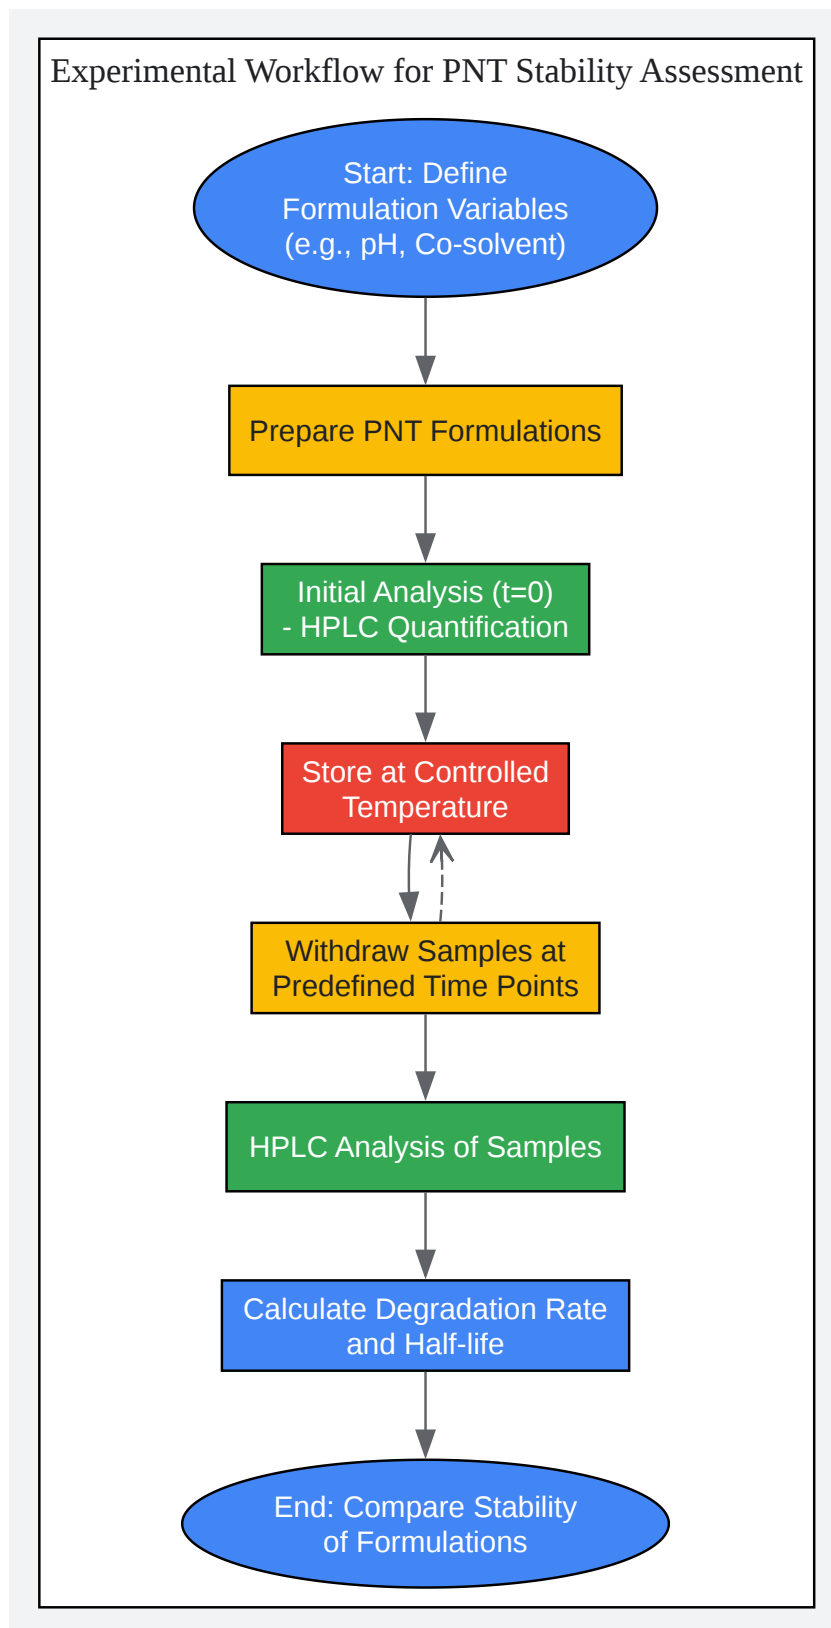 Experimental Workflow for PNT Stability Assessment
Start: Define
Formulation Variables
(e.g., pH, Co-solvent)
Prepare PNT Formulations
Initial Analysis (t=0)
- HPLC Quantification
Store at Controlled
Temperature
Withdraw Samples at
Predefined Time Points
HPLC Analysis of Samples
Calculate Degradation Rate
and Half-life
End: Compare Stability
of Formulations